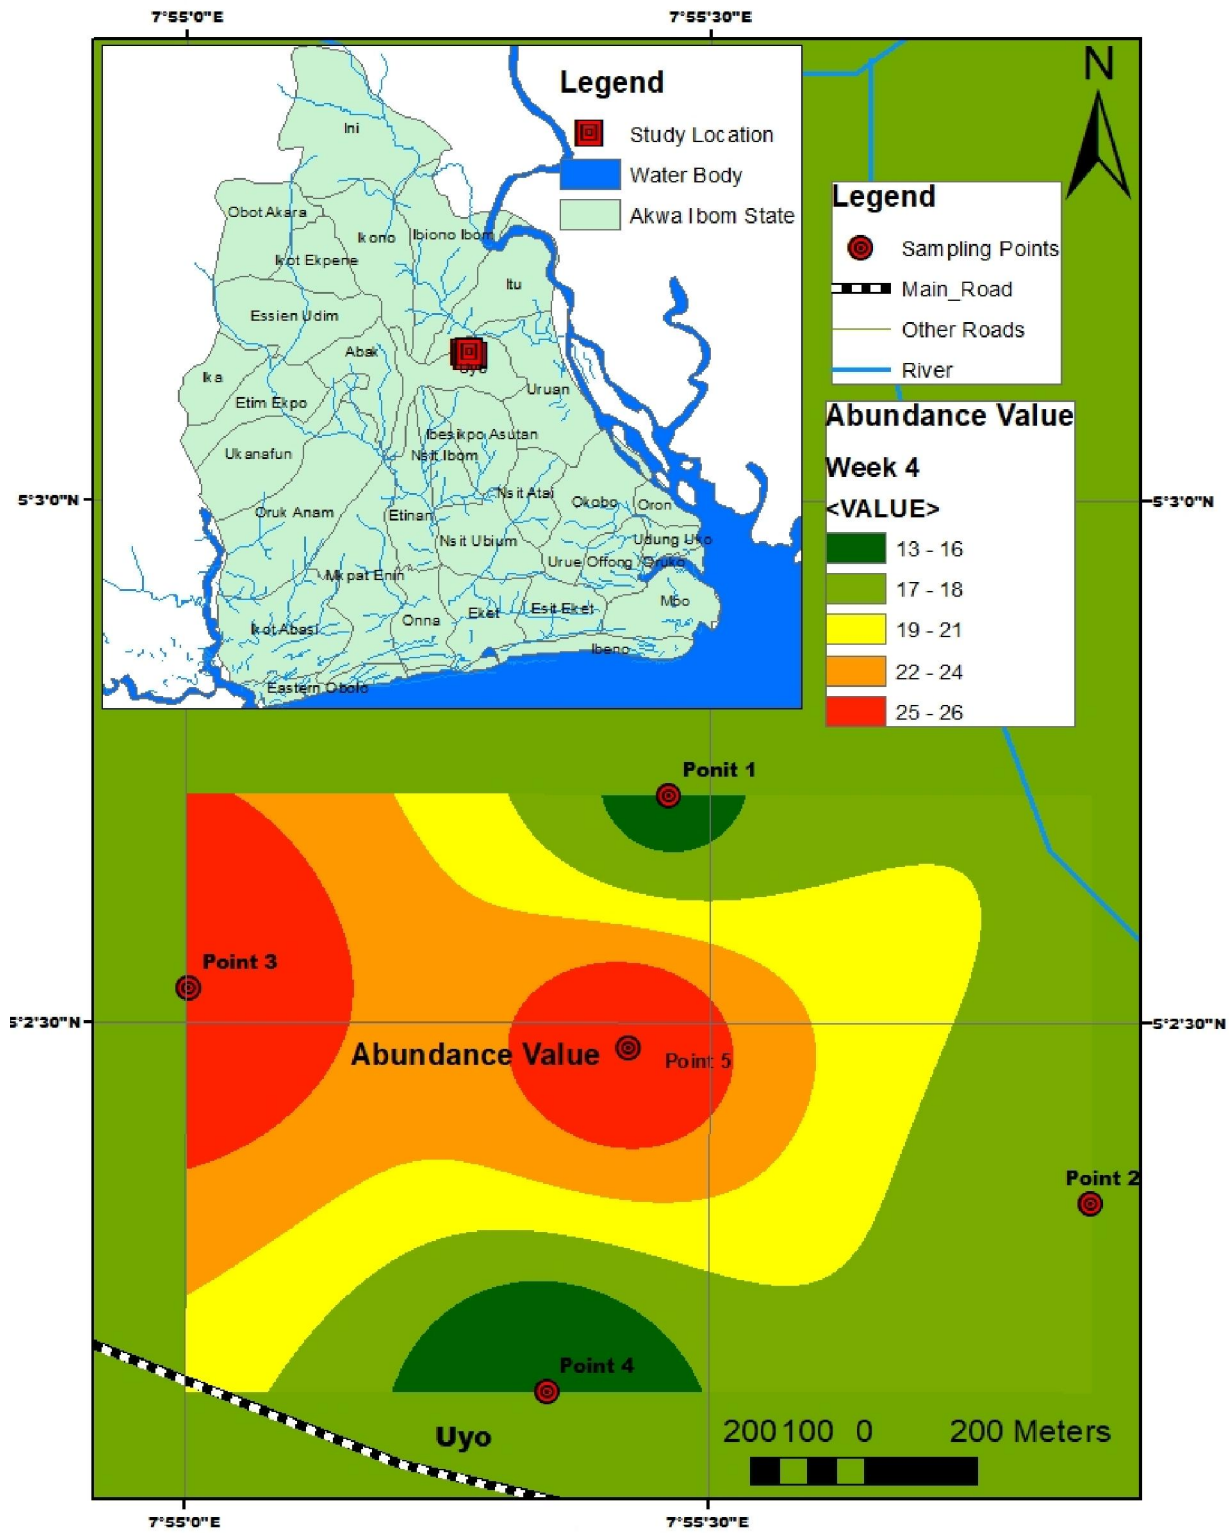 7°55'0"E
7°55'30"E
N
Legend
Study Location
Water Body
Akwa Ibom State
Ini
Obot Akara
Ikono
Ibiono Ibom
Ikot Ekpene
Itu
Essien Udim
Abak
Uyo
Ika
Uruan
Etim Ekpo
Ibesikpo Asutan
Ukanafun
Nsit Ibom
Nsit Atai
Okobo
Oron
Oruk Anam
Etinan
Nsit Ubium
Udung Uko
Urue Offong /Oruko
Mkpat Enin
Mbo
Esit Eket
Eket
Onna
Ikot Abasi
Ibeno
Eastern Obolo
Legend
Sampling Points
Main_Road
Other Roads
River
Abundance Value
Week 4
<VALUE>
13 - 16
17 - 18
19 - 21
22 - 24
25 - 26
5°3'0"N
5°3'0"N
Ponit 1
Point 3
5°2'30"N
5°2'30"N
Abundance Value
Point 5
Point 2
Point 4
Uyo
200 100 0 200 Meters
7°55'0"E
7°55'30"E